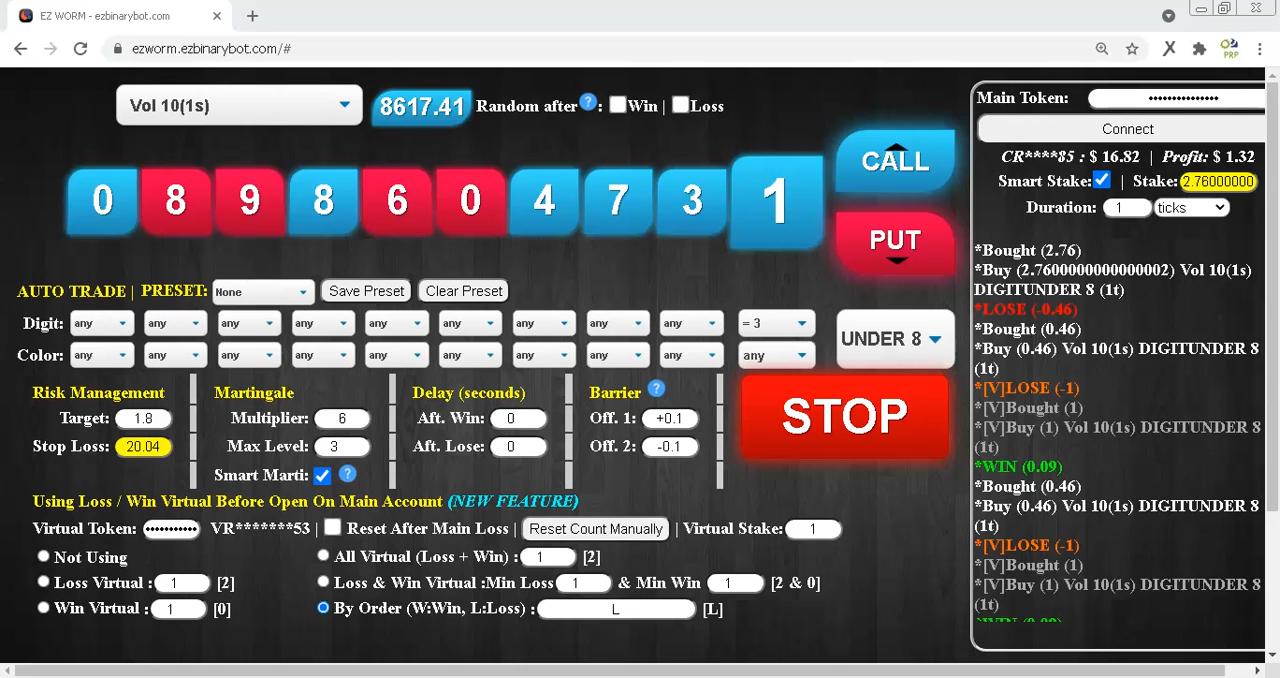 EZ WORM - ezbinarybot.com
ezworm.ezbinarybot.com/#
PRP
Vol 10(1s)
8617.41
Random after ? : Win | Loss
0 8 9 8 6 0 4 7 3 1
CALL
PUT
AUTO TRADE | PRESET: None Save Preset Clear Preset
Digit: any any any any any any any any any = 3
Color: any any any any any any any any any any
UNDER 8
STOP
Risk Management
Target: 1.8
Stop Loss: 20.04
Martingale
Multiplier: 6
Max Level: 3
Smart Marti: ?
Delay (seconds)
Aft. Win: 0
Aft. Lose: 0
Barrier ?
Off. 1: +0.1
Off. 2: -0.1
Using Loss / Win Virtual Before Open On Main Account (NEW FEATURE)
Virtual Token: •••••••••• VR*******53 | Reset After Main Loss | Reset Count Manually | Virtual Stake: 1
Not Using
All Virtual (Loss + Win) : 1 [2]
Loss Virtual : 1 [2]
Loss & Win Virtual :Min Loss 1 & Min Win 1 [2 & 0]
Win Virtual : 1 [0]
By Order (W:Win, L:Loss) : L [L]
Main Token: •••••••••••••••
Connect
CR****85 : $ 16.82 | Profit: $ 1.32
Smart Stake: | Stake: 2.76000000
Duration: 1 ticks
*Bought (2.76)
*Buy (2.7600000000000002) Vol 10(1s)
DIGITUNDER 8 (1t)
*LOSE (-0.46)
*Bought (0.46)
*Buy (0.46) Vol 10(1s) DIGITUNDER 8
(1t)
*[V]LOSE (-1)
*[V]Bought (1)
*[V]Buy (1) Vol 10(1s) DIGITUNDER 8
(1t)
*WIN (0.09)
*Bought (0.46)
*Buy (0.46) Vol 10(1s) DIGITUNDER 8
(1t)
*[V]LOSE (-1)
*[V]Bought (1)
*[V]Buy (1) Vol 10(1s) DIGITUNDER 8
(1t)
*WIN (0.09)